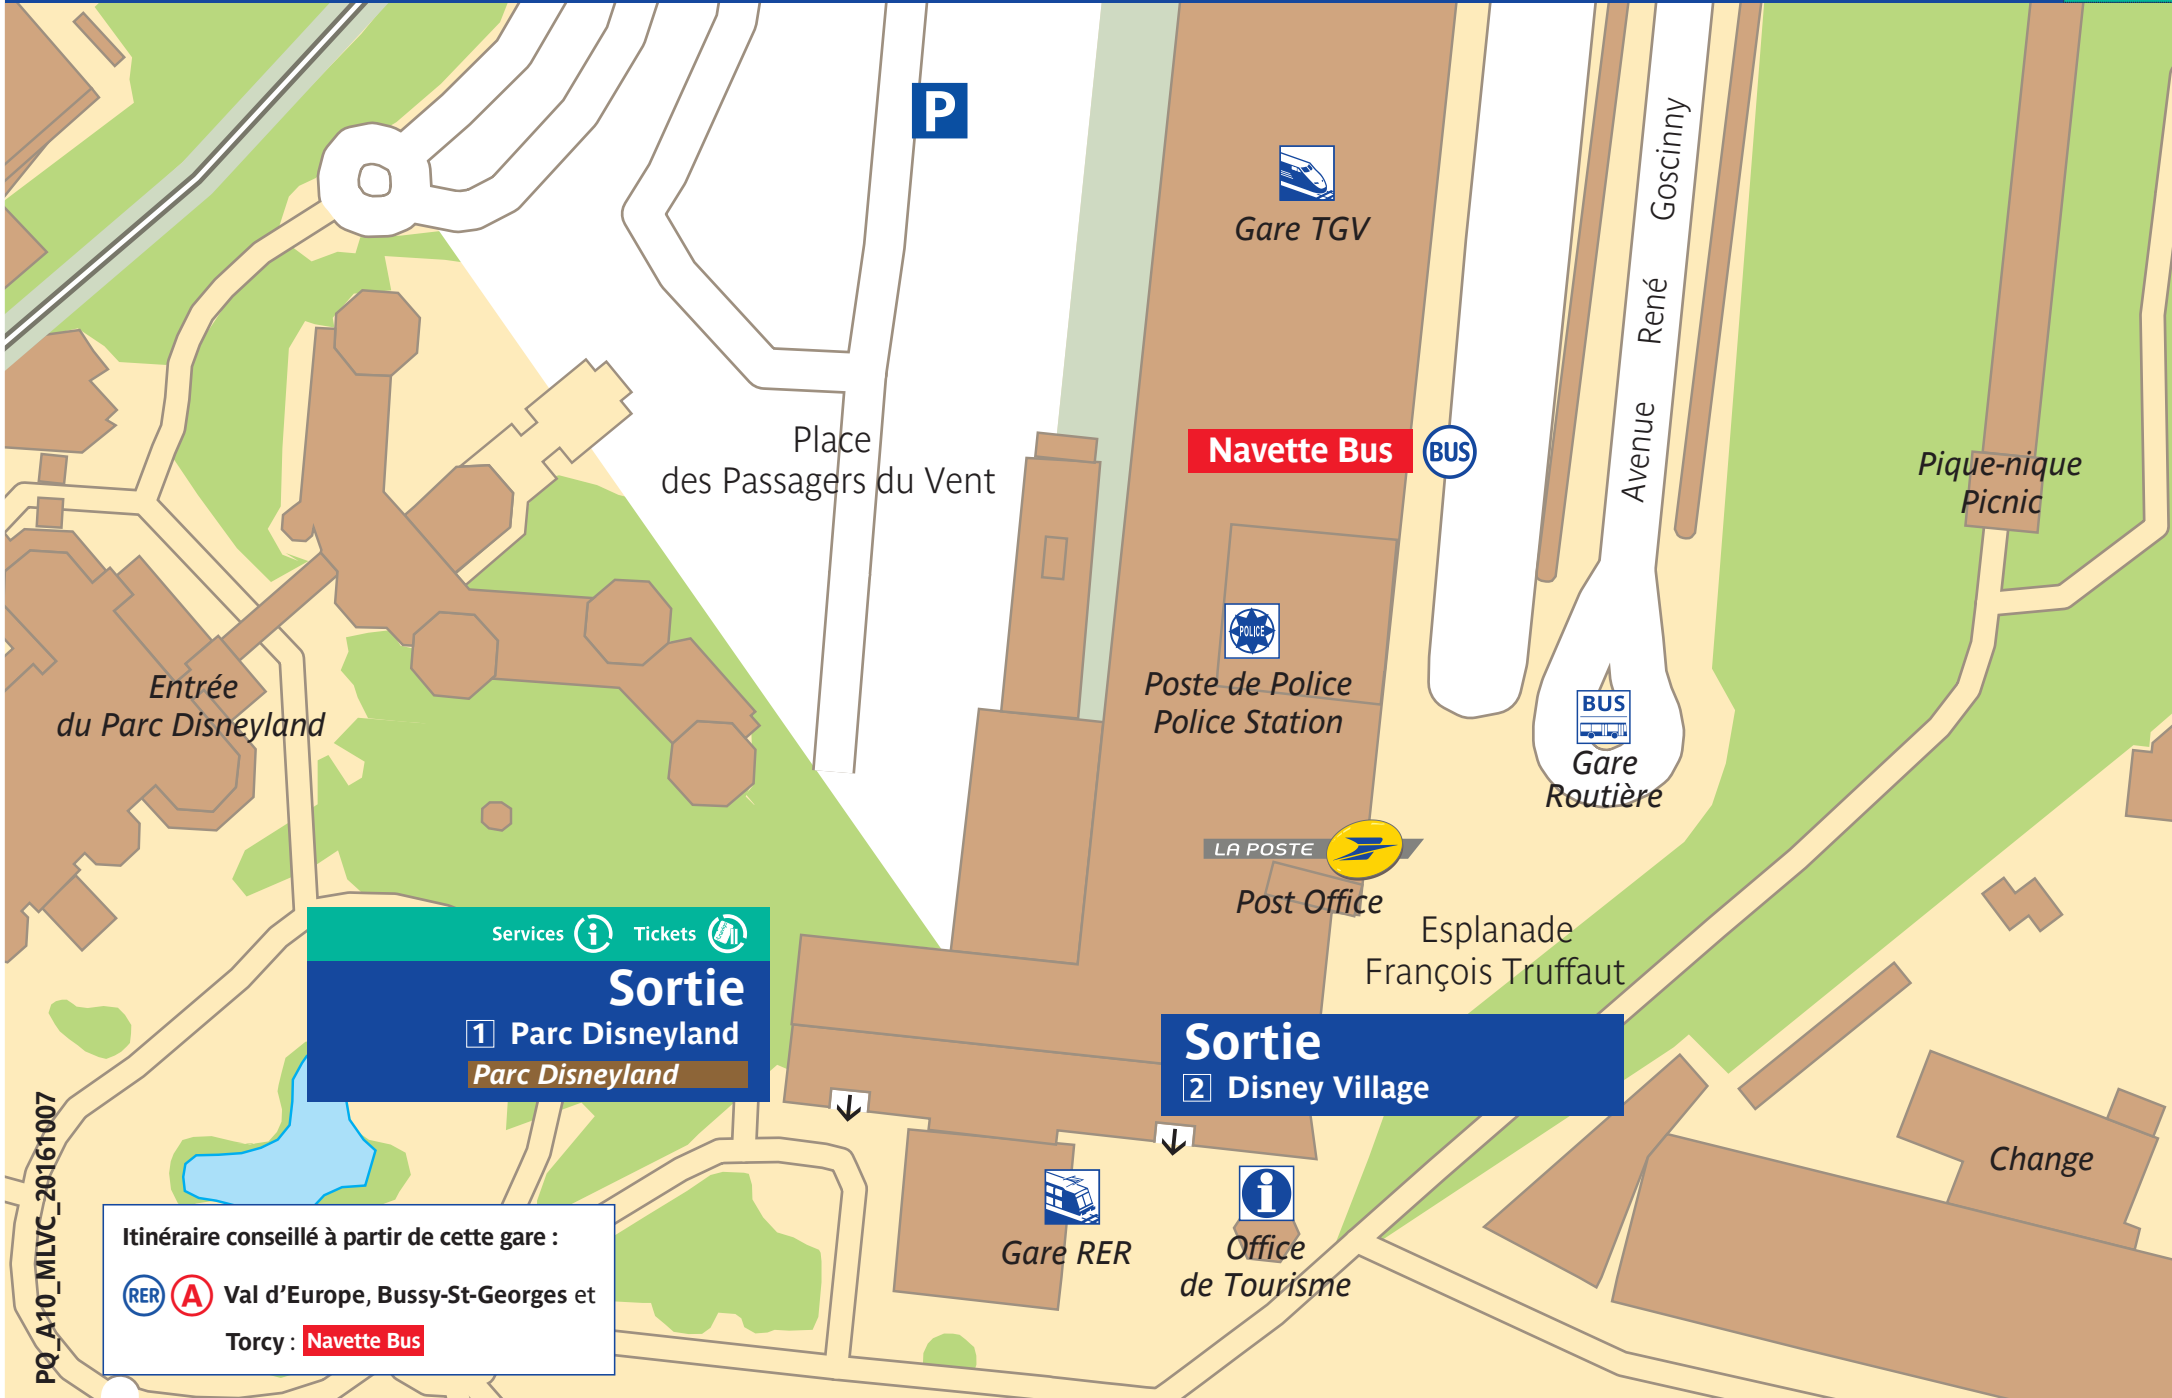 P
Gare TGV
Avenue René Goscinny
Navette Bus
BUS
Place
des Passagers du Vent
Pique-nique
Picnic
POLICE
Poste de Police
Police Station
Entrée
du Parc Disneyland
BUS
Gare
Routière
LA POSTE
Post Office
Esplanade
François Truffaut
Services i Tickets
Sortie
1 Parc Disneyland
Parc Disneyland
Sortie
2 Disney Village
Change
Gare RER
i
Office
de Tourisme
Itinéraire conseillé à partir de cette gare :
RER A Val d'Europe, Bussy-St-Georges et
Torcy : Navette Bus
PQ_A10_MLVC_20161007